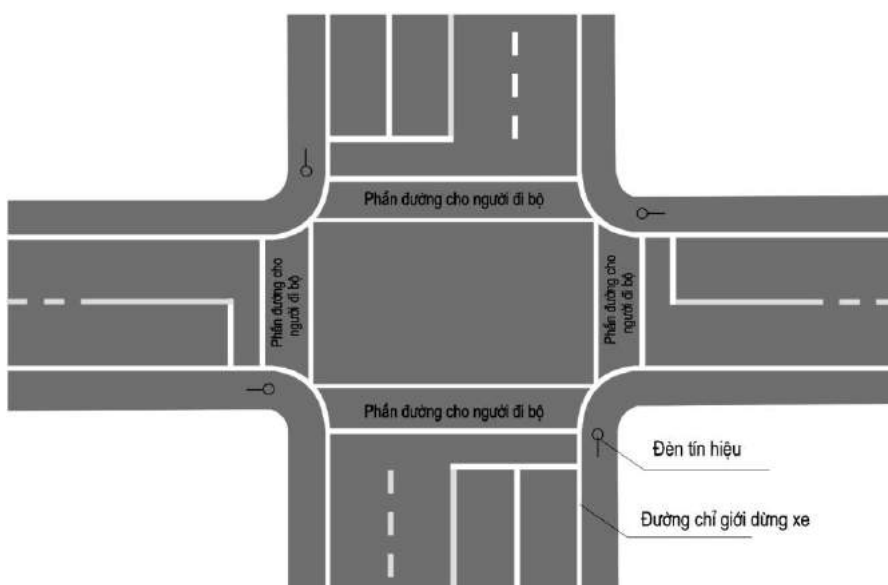 Phần đường cho người đi bộ
Phần đường cho
người đi bộ
Phần đường cho
người đi bộ
Phần đường cho người đi bộ
Đèn tín hiệu
Đường chỉ giới dừng xe